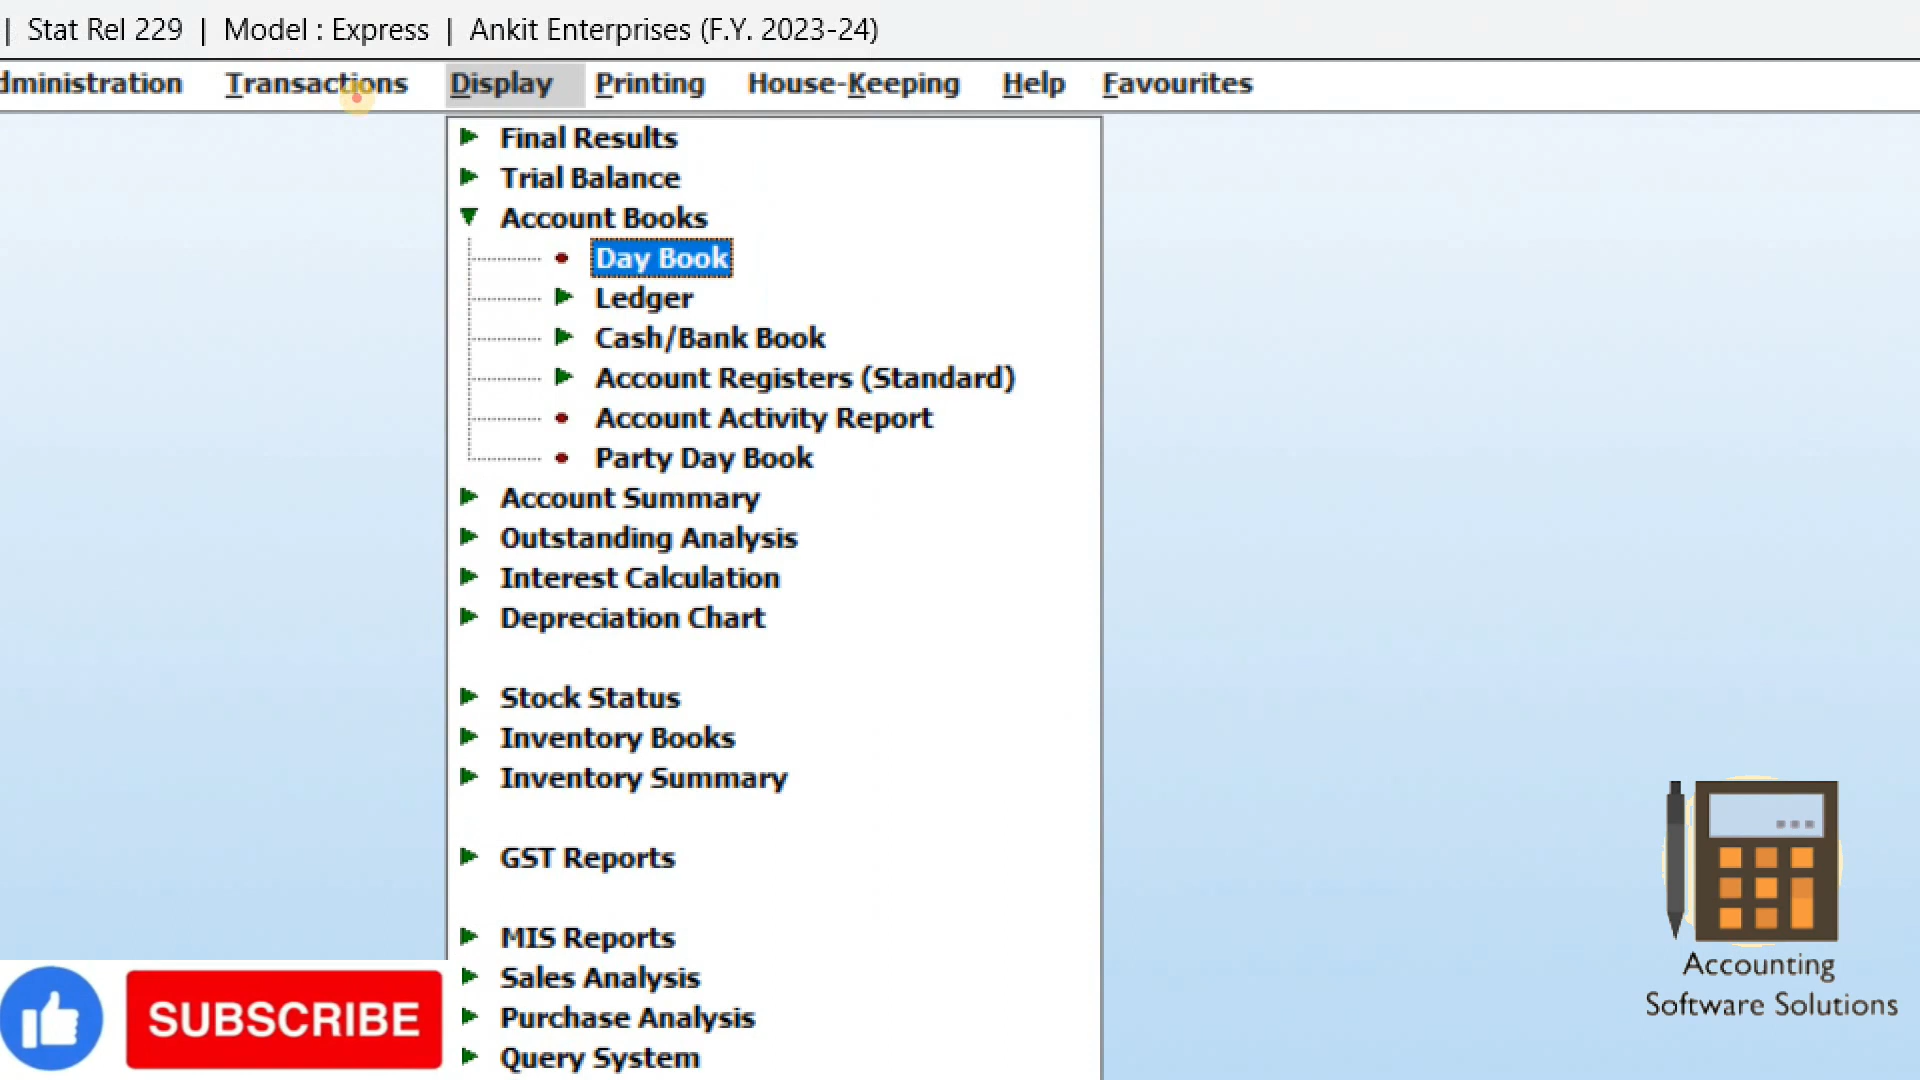 | Stat Rel 229 | Model : Express | Ankit Enterprises (F.Y. 2023-24)
dministration Transactions Display Printing House-Keeping Help Favourites
Final Results
Trial Balance
Account Books
Day Book
Ledger
Cash/Bank Book
Account Registers (Standard)
Account Activity Report
Party Day Book
Account Summary
Outstanding Analysis
Interest Calculation
Depreciation Chart
Stock Status
Inventory Books
Inventory Summary
GST Reports
MIS Reports
Sales Analysis
Purchase Analysis
Query System
SUBSCRIBE
Accounting
Software Solutions